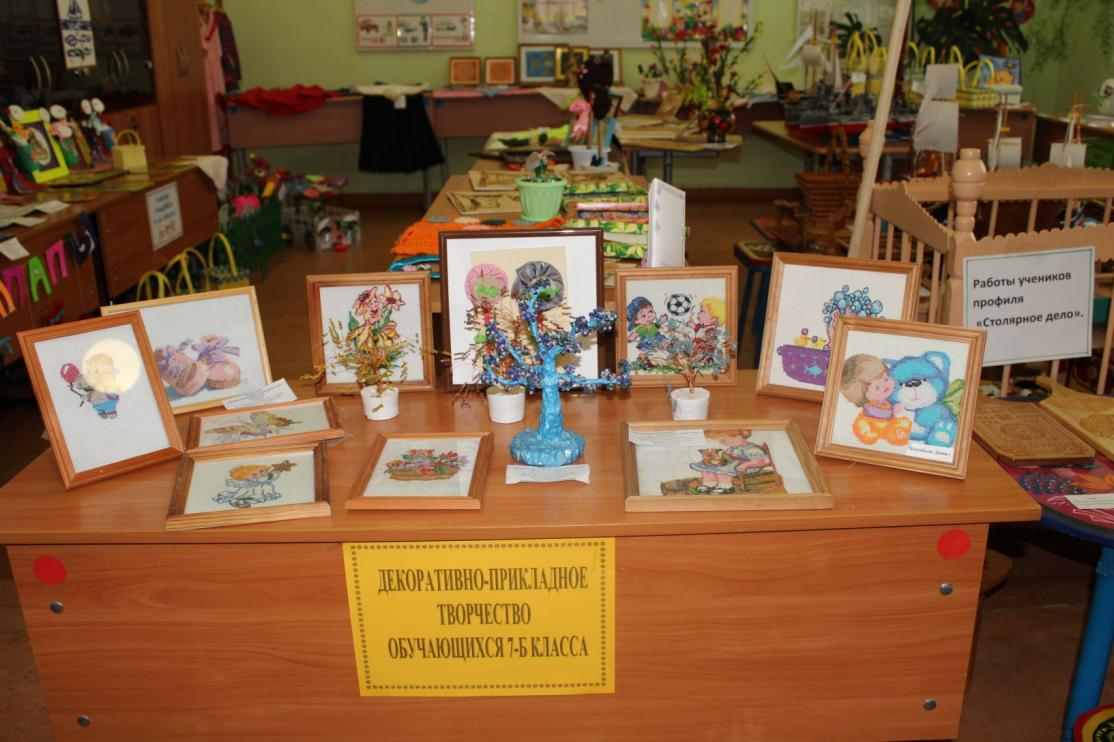 Работы учеников
профиля
«Столярное дело».
ДЕКОРАТИВНО-ПРИКЛАДНОЕ
ТВОРЧЕСТВО
ОБУЧАЮЩИХСЯ 7-Б КЛАССА